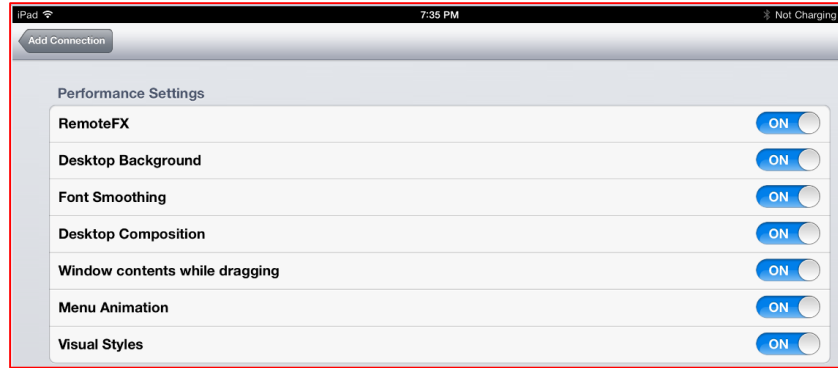 iPad 7:35 PM Not Charging
Add Connection
Performance Settings
RemoteFX ON
Desktop Background ON
Font Smoothing ON
Desktop Composition ON
Window contents while dragging ON
Menu Animation ON
Visual Styles ON